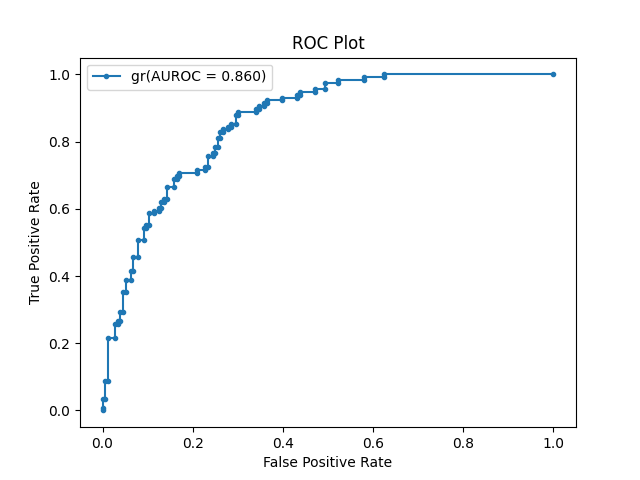 ROC Plot
gr(AUROC = 0.860)
1.0
0.8
0.6
0.4
0.2
0.0
True Positive Rate
0.0 0.2 0.4 0.6 0.8 1.0
False Positive Rate